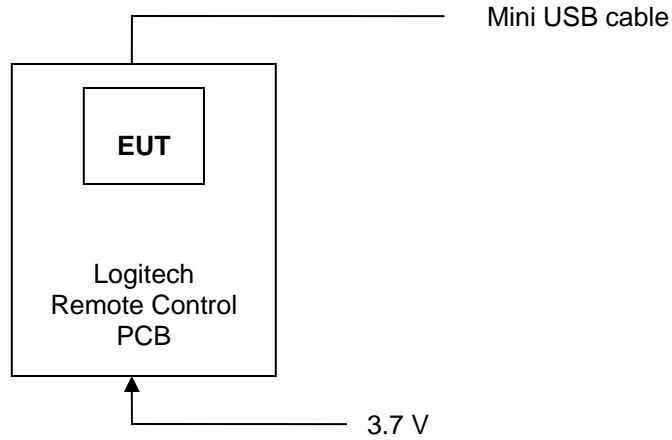 Mini USB cable
EUT
Logitech
Remote Control
PCB
3.7 V